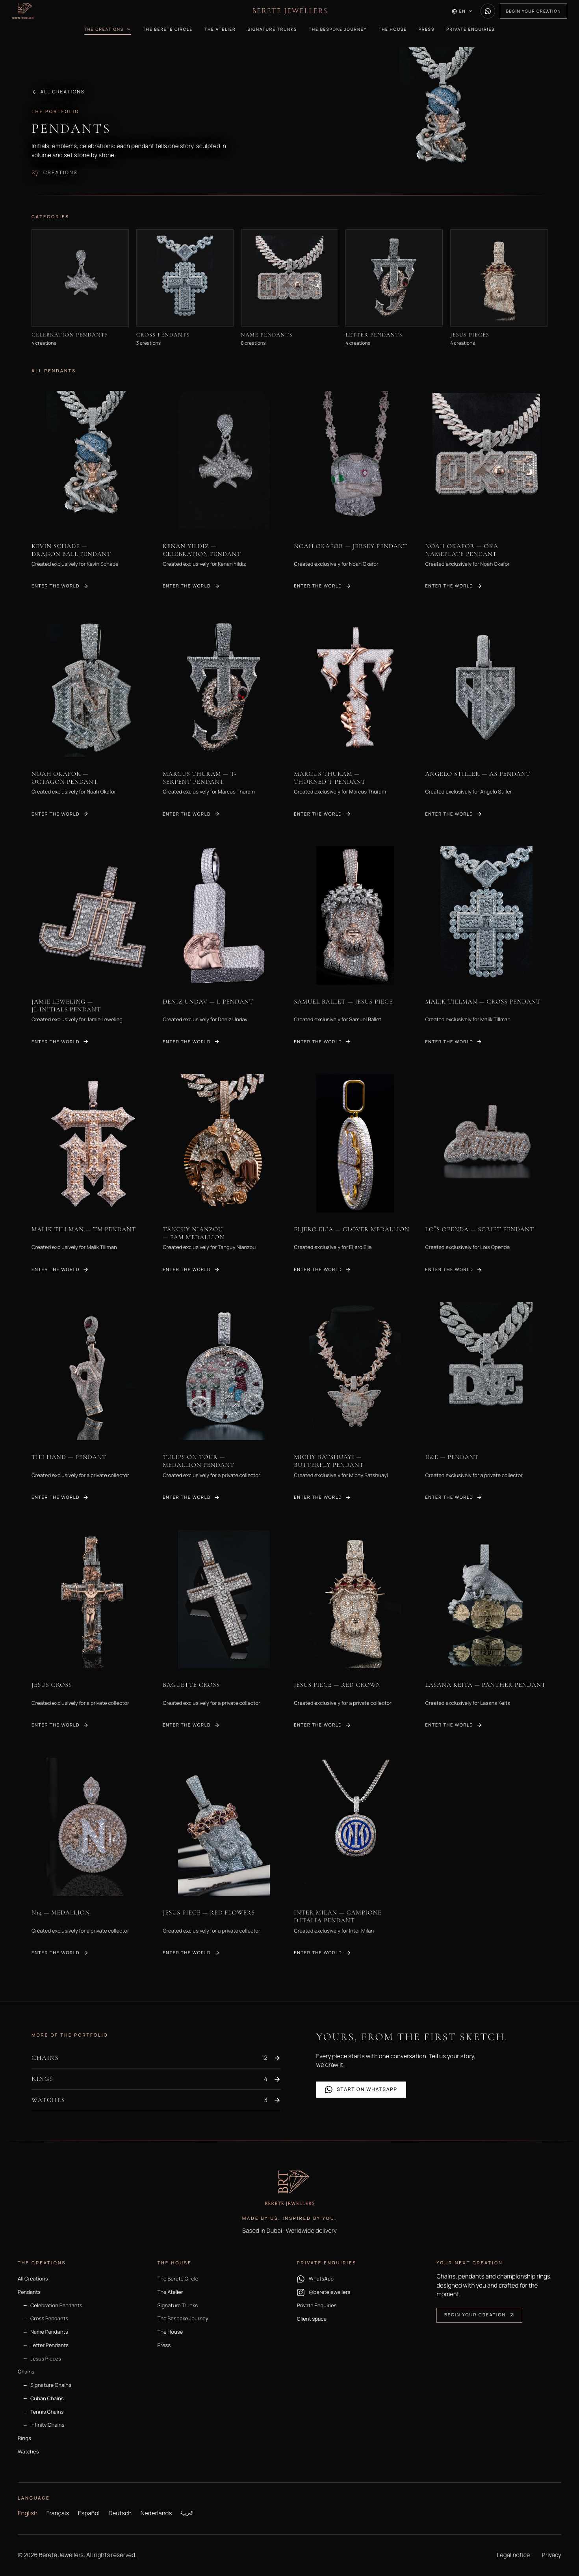 BERETE JEWELLERS
EN
BEGIN YOUR CREATION
THE CREATIONS
THE BERETE CIRCLE
THE ATELIER
SIGNATURE TRUNKS
THE BESPOKE JOURNEY
THE HOUSE
PRESS
PRIVATE ENQUIRIES
ALL CREATIONS
THE PORTFOLIO
PENDANTS
Initials, emblems, celebrations: each pendant tells one story, sculpted in
volume and set stone by stone.
27 CREATIONS
CATEGORIES
CELEBRATION PENDANTS
4 creations
CROSS PENDANTS
3 creations
NAME PENDANTS
8 creations
LETTER PENDANTS
4 creations
JESUS PIECES
4 creations
ALL PENDANTS
KEVIN SCHADE —
DRAGON BALL PENDANT
Created exclusively for Kevin Schade
ENTER THE WORLD
KENAN YILDIZ —
CELEBRATION PENDANT
Created exclusively for Kenan Yildiz
ENTER THE WORLD
NOAH OKAFOR — JERSEY PENDANT
Created exclusively for Noah Okafor
ENTER THE WORLD
NOAH OKAFOR — OKA
NAMEPLATE PENDANT
Created exclusively for Noah Okafor
ENTER THE WORLD
NOAH OKAFOR —
OCTAGON PENDANT
Created exclusively for Noah Okafor
ENTER THE WORLD
MARCUS THURAM — T-
SERPENT PENDANT
Created exclusively for Marcus Thuram
ENTER THE WORLD
MARCUS THURAM —
THORNED T PENDANT
Created exclusively for Marcus Thuram
ENTER THE WORLD
ANGELO STILLER — AS PENDANT
Created exclusively for Angelo Stiller
ENTER THE WORLD
JAMIE LEWELING —
JL INITIALS PENDANT
Created exclusively for Jamie Leweling
ENTER THE WORLD
DENIZ UNDAV — L PENDANT
Created exclusively for Deniz Undav
ENTER THE WORLD
SAMUEL BALLET — JESUS PIECE
Created exclusively for Samuel Ballet
ENTER THE WORLD
MALIK TILLMAN — CROSS PENDANT
Created exclusively for Malik Tillman
ENTER THE WORLD
MALIK TILLMAN — TM PENDANT
Created exclusively for Malik Tillman
ENTER THE WORLD
TANGUY NIANZOU
— FAM MEDALLION
Created exclusively for Tanguy Nianzou
ENTER THE WORLD
ELJERO ELIA — CLOVER MEDALLION
Created exclusively for Eljero Elia
ENTER THE WORLD
LOÏS OPENDA — SCRIPT PENDANT
Created exclusively for Loïs Openda
ENTER THE WORLD
THE HAND — PENDANT
Created exclusively for a private collector
ENTER THE WORLD
TULIPS ON TOUR —
MEDALLION PENDANT
Created exclusively for a private collector
ENTER THE WORLD
MICHY BATSHUAYI —
BUTTERFLY PENDANT
Created exclusively for Michy Batshuayi
ENTER THE WORLD
D&E
D&E — PENDANT
Created exclusively for a private collector
ENTER THE WORLD
JESUS CROSS
Created exclusively for a private collector
ENTER THE WORLD
BAGUETTE CROSS
Created exclusively for a private collector
ENTER THE WORLD
JESUS PIECE — RED CROWN
Created exclusively for a private collector
ENTER THE WORLD
LASANA KEITA — PANTHER PENDANT
Created exclusively for Lasana Keita
ENTER THE WORLD
N14 — MEDALLION
Created exclusively for a private collector
ENTER THE WORLD
JESUS PIECE — RED FLOWERS
Created exclusively for a private collector
ENTER THE WORLD
INTER MILAN — CAMPIONE
D'ITALIA PENDANT
Created exclusively for Inter Milan
ENTER THE WORLD
MORE OF THE PORTFOLIO
CHAINS 12
RINGS 4
WATCHES 3
YOURS, FROM THE FIRST SKETCH.
Every piece starts with one conversation. Tell us your story,
we draw it.
START ON WHATSAPP
BRT
BERETE JEWELLERS
MADE BY US. INSPIRED BY YOU.
Based in Dubai · Worldwide delivery
THE CREATIONS
All Creations
Pendants
— Celebration Pendants
— Cross Pendants
— Name Pendants
— Letter Pendants
— Jesus Pieces
Chains
— Signature Chains
— Cuban Chains
— Tennis Chains
— Infinity Chains
Rings
Watches
THE HOUSE
The Berete Circle
The Atelier
Signature Trunks
The Bespoke Journey
The House
Press
PRIVATE ENQUIRIES
WhatsApp
@beretejewellers
Private Enquiries
Client space
YOUR NEXT CREATION
Chains, pendants and championship rings,
designed with you and crafted for the
moment.
BEGIN YOUR CREATION
LANGUAGE
English Français Español Deutsch Nederlands العربية
© 2026 Berete Jewellers. All rights reserved.
Legal notice Privacy